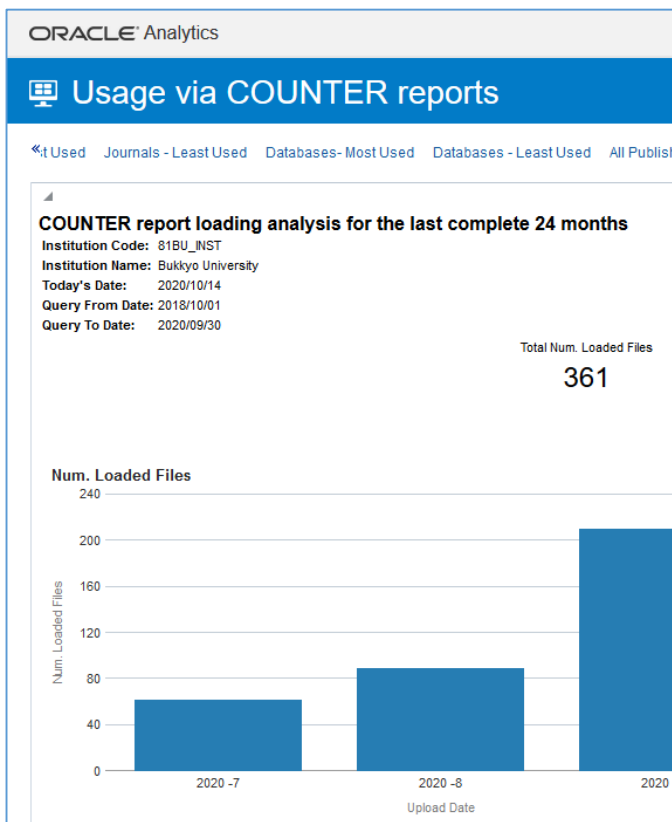 ORACLE Analytics
Usage via COUNTER reports
t Used Journals - Least Used Databases- Most Used Databases - Least Used All Publish
COUNTER report loading analysis for the last complete 24 months
Institution Code: 81BU_INST
Institution Name: Bukkyo University
Today's Date: 2020/10/14
Query From Date: 2018/10/01
Query To Date: 2020/09/30
Total Num. Loaded Files
361
Num. Loaded Files
240
200
160
120
80
40
0
Num. Loaded Files
2020 -7 2020 -8 2020
Upload Date